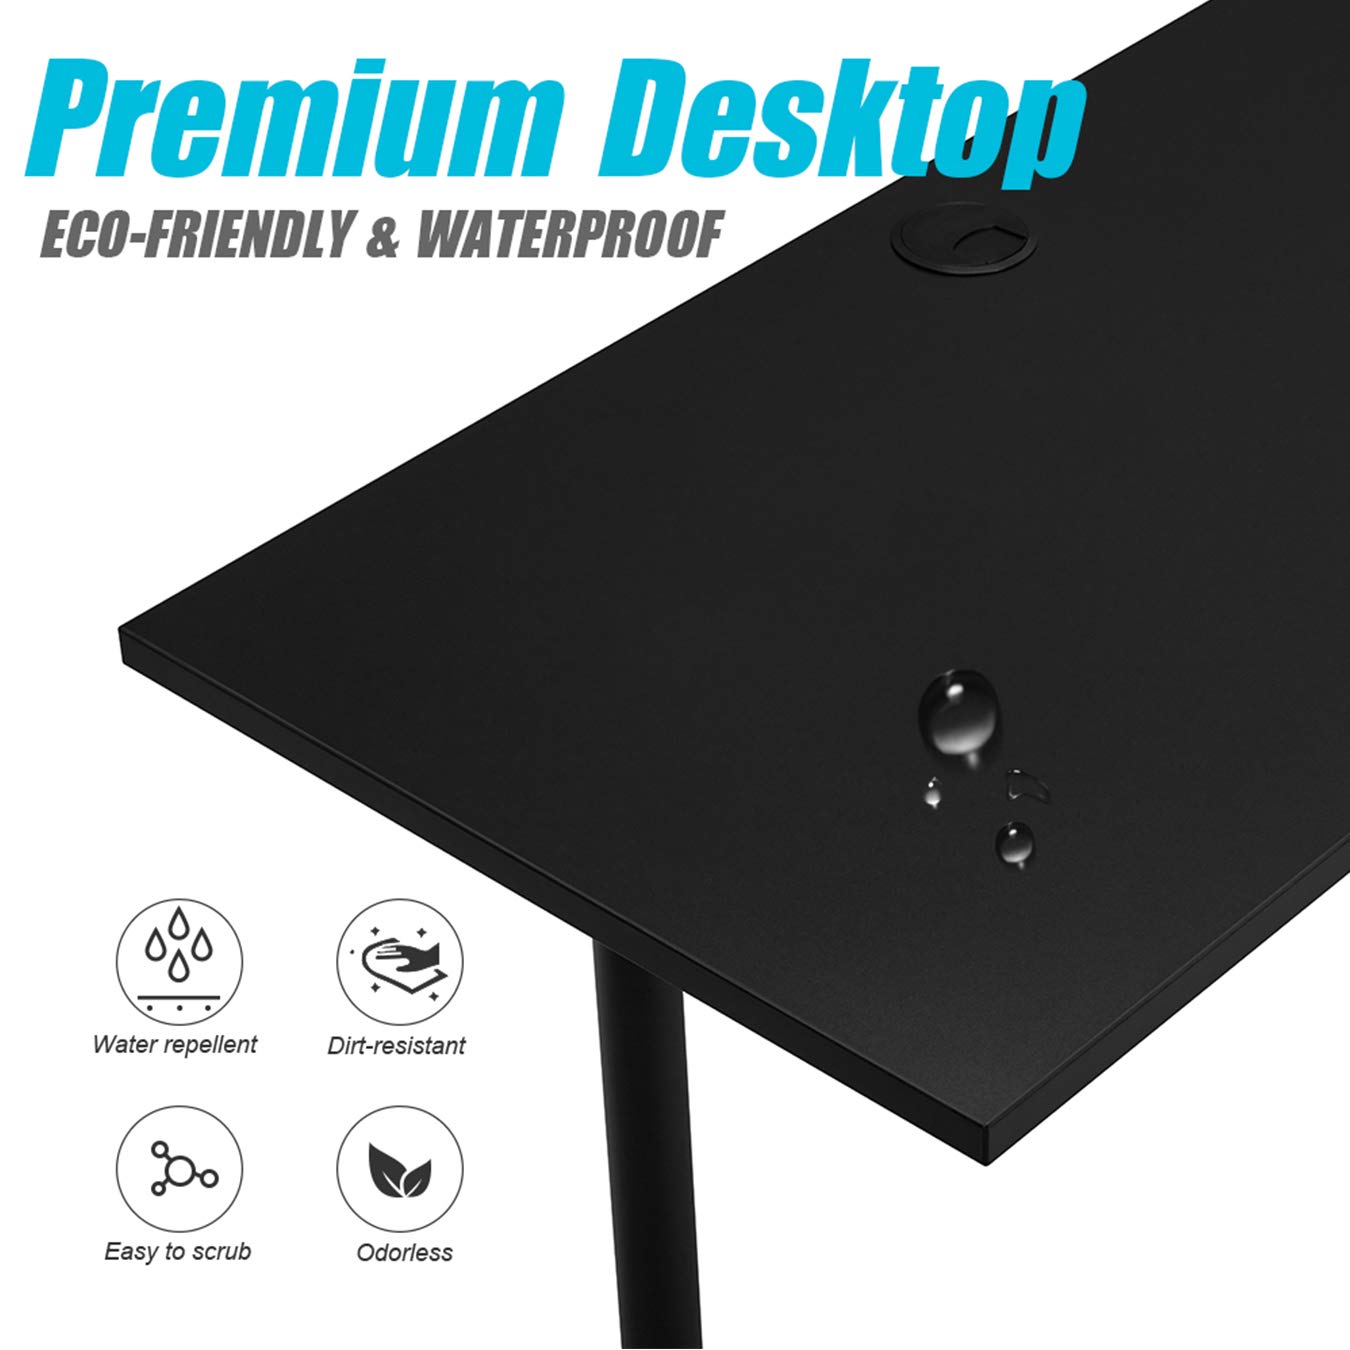 Premium Desktop
ECO-FRIENDLY & WATERPROOF
Water repellent
Dirt-resistant
Easy to scrub
Odorless